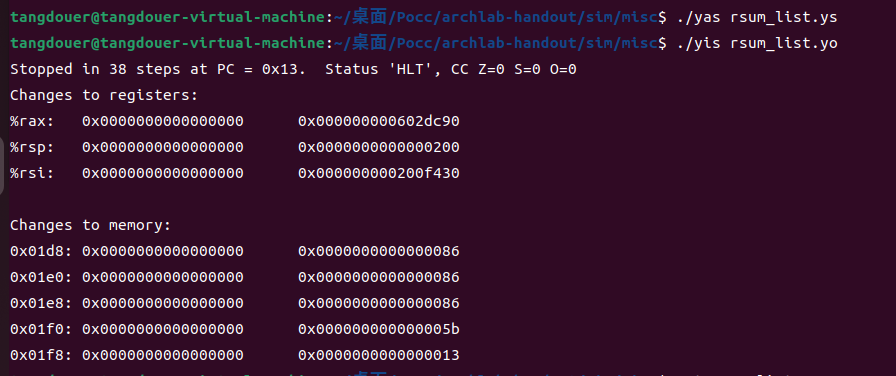 tangdouer@tangdouer-virtual-machine:~/桌面/Pocc/archlab-handout/sim/misc$ ./yas rsum_list.ys
tangdouer@tangdouer-virtual-machine:~/桌面/Pocc/archlab-handout/sim/misc$ ./yis rsum_list.yo
Stopped in 38 steps at PC = 0x13.  Status 'HLT', CC Z=0 S=0 O=0
Changes to registers:
%rax:   0x0000000000000000      0x000000000602dc90
%rsp:   0x0000000000000000      0x0000000000000200
%rsi:   0x0000000000000000      0x000000000200f430
Changes to memory:
0x01d8: 0x0000000000000000      0x0000000000000086
0x01e0: 0x0000000000000000      0x0000000000000086
0x01e8: 0x0000000000000000      0x0000000000000086
0x01f0: 0x0000000000000000      0x000000000000005b
0x01f8: 0x0000000000000000      0x0000000000000013